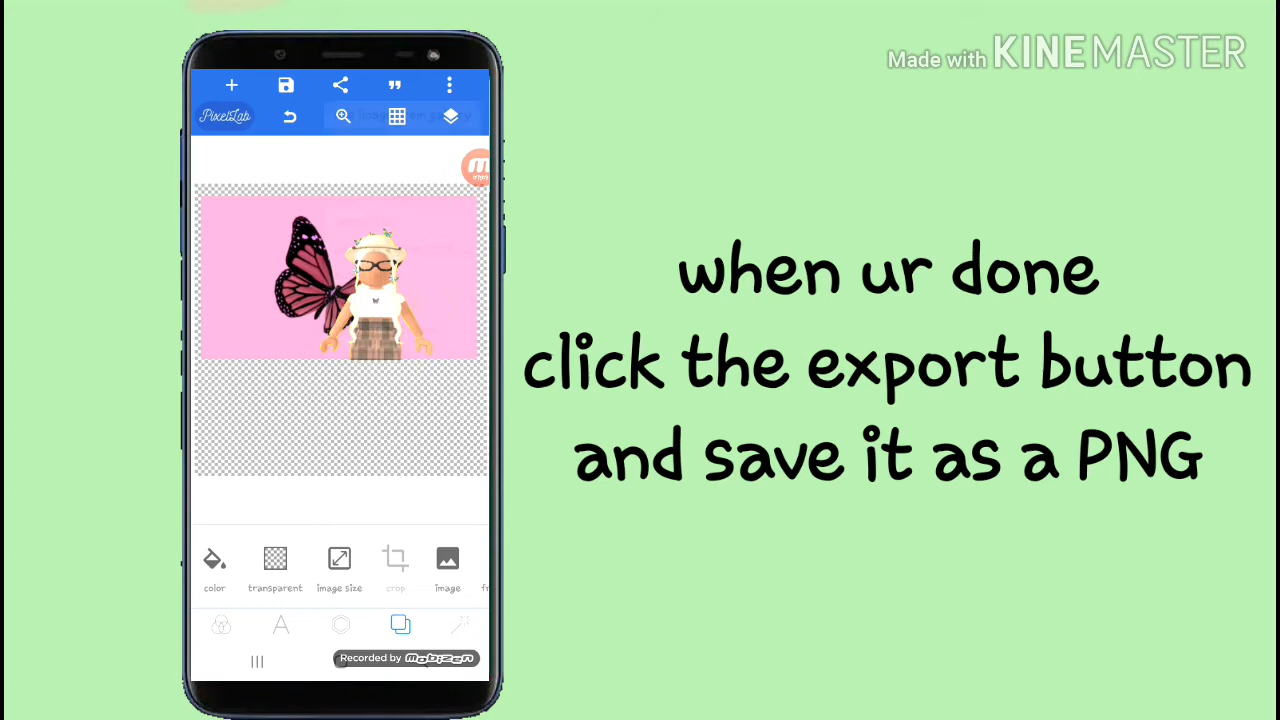 Made with KINEMASTER
PixelLab
when ur done
click the export button
and save it as a PNG
color
transparent
image size
crop
image
Recorded by mobizen